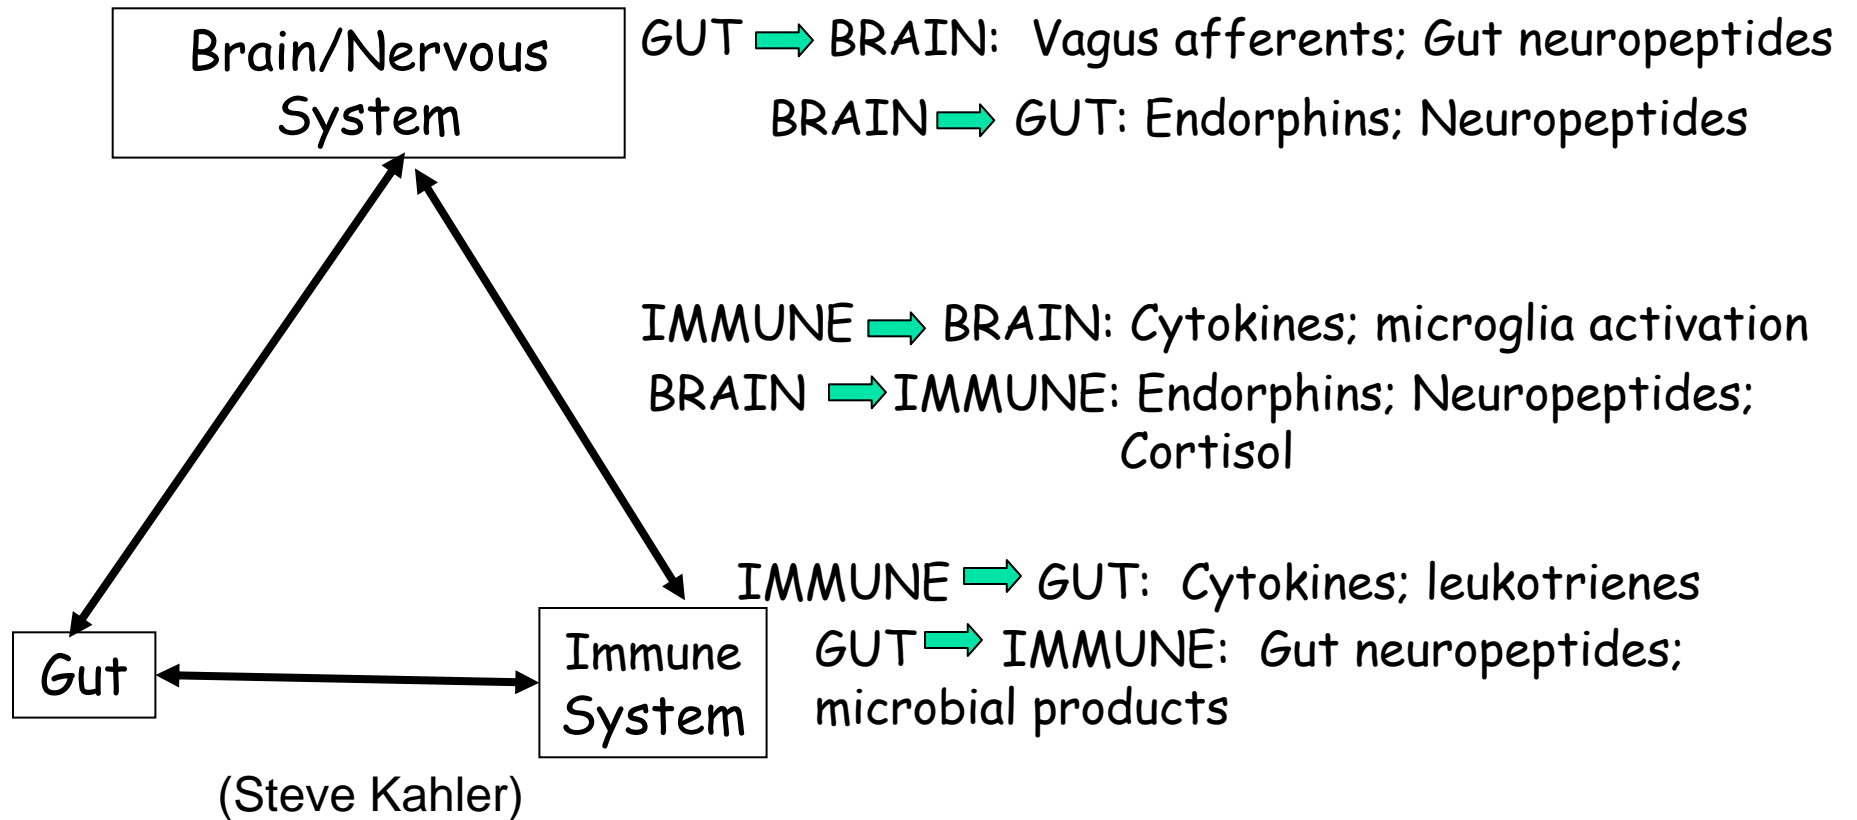 Brain/Nervous
System
GUT BRAIN: Vagus afferents; Gut neuropeptides
BRAIN GUT: Endorphins; Neuropeptides
IMMUNE BRAIN: Cytokines; microglia activation
BRAIN IMMUNE: Endorphins; Neuropeptides;
Cortisol
IMMUNE GUT: Cytokines; leukotrienes
GUT IMMUNE: Gut neuropeptides;
microbial products
Gut
Immune
System
(Steve Kahler)